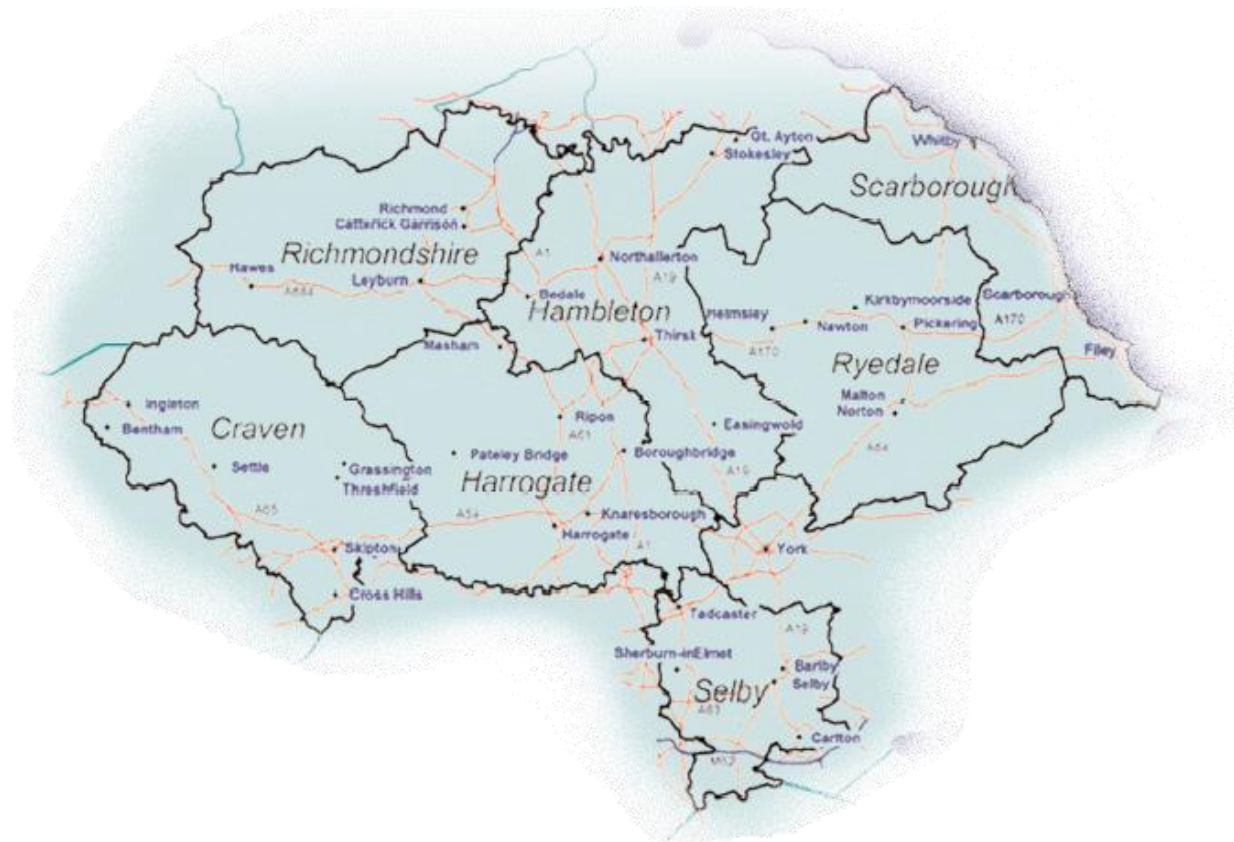 Gt. Ayton
Stokesley
Whitby
Scarborough
Richmond
Catterick Garrison
Richmondshire
Northallerton
A1
A19
Hawes
A684
Leyburn
Bedale
Hambleton
Helmsley
Kirkbymoorside
Scarborough
A170
Newton
Pickering
Thirsk
Masham
A170
Filey
Ryedale
Malton
Norton
Ingleton
Bentham
Craven
Ripon
A61
Easingwold
Settle
Grassington
Threshfield
Pateley Bridge
Boroughbridge
A64
A19
Harrogate
A65
A59
Knaresborough
Harrogate
A1
Skipton
York
Cross Hills
Tadcaster
A19
Sherburn-inElmet
Barlby
Selby
Selby
A63
Carlton
M62